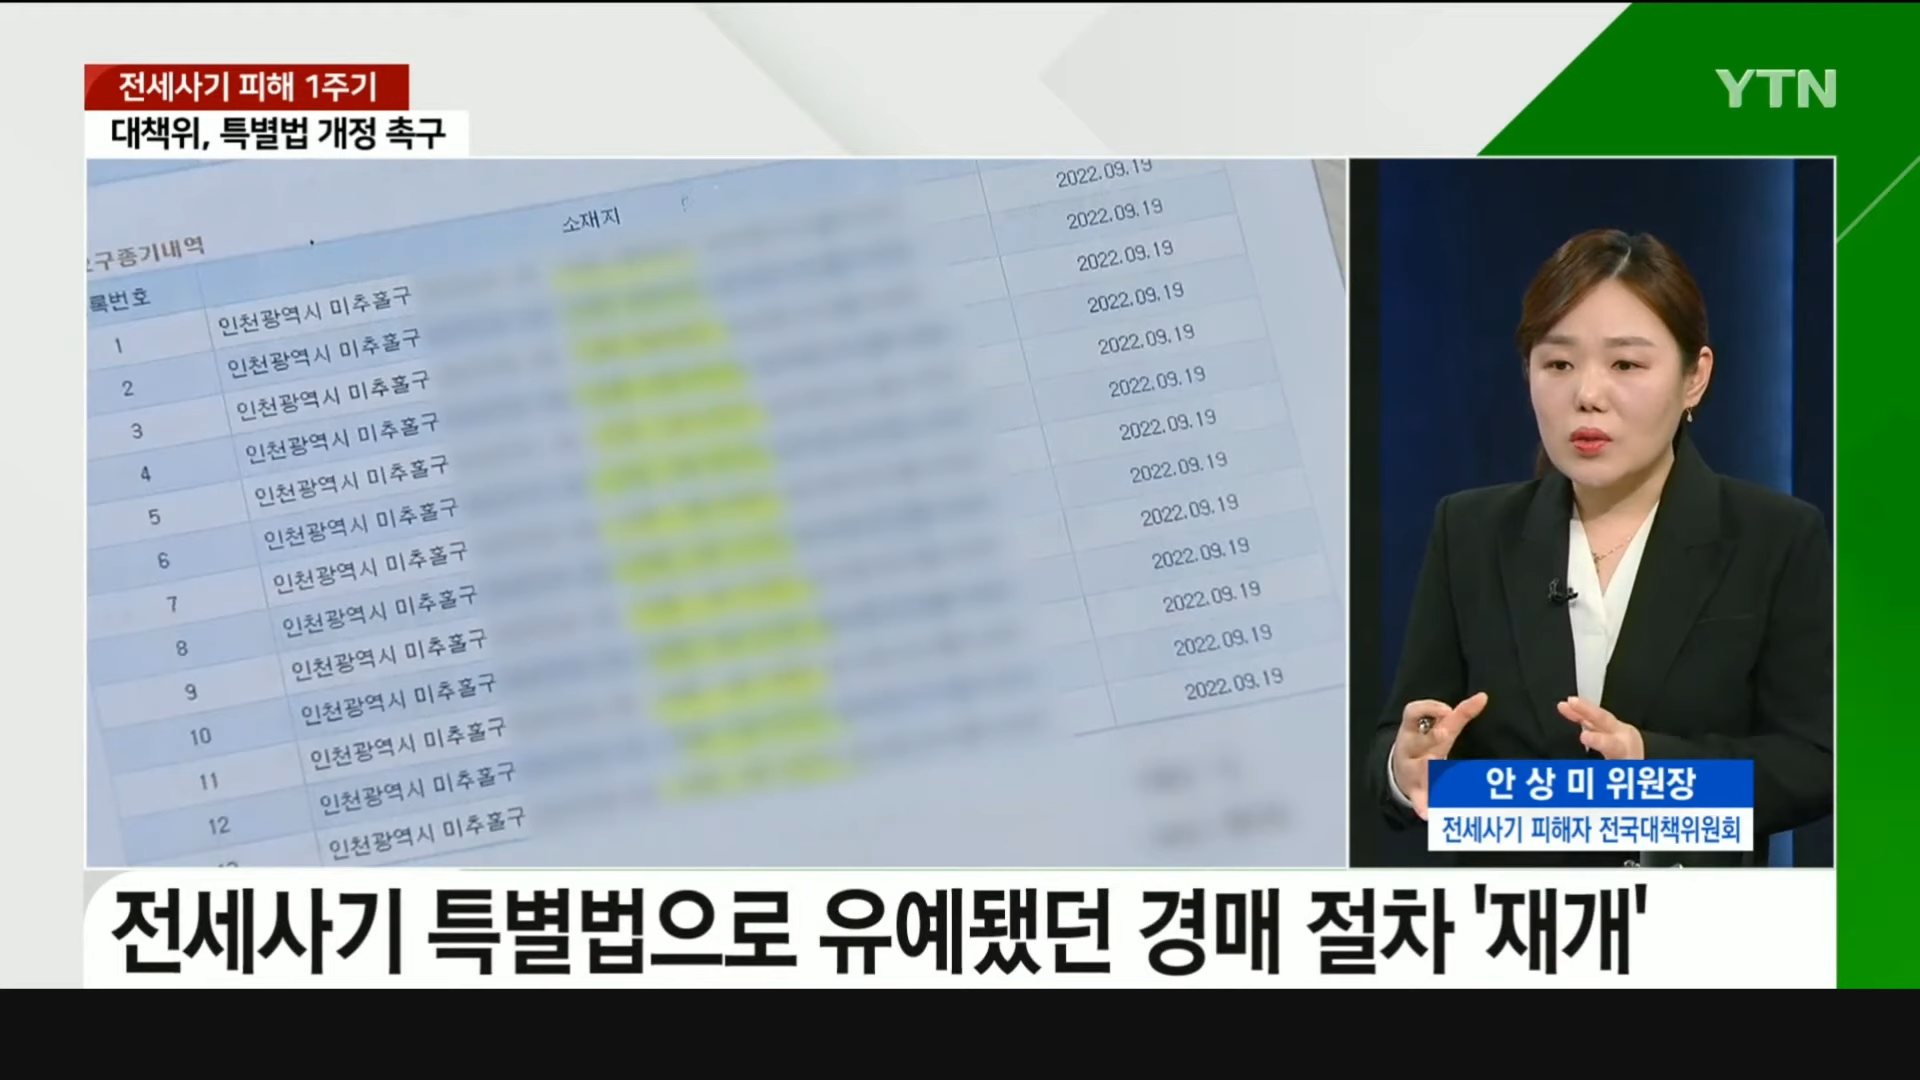 전세사기 피해 1주기
대책위, 특별법 개정 촉구
YTN
구종기내역
소재지
록번호
2022.09.19
2022.09.19
2022.09.19
2022.09.19
1 인천광역시 미추홀구 2022.09.19
2 인천광역시 미추홀구 2022.09.19
3 인천광역시 미추홀구 2022.09.19
4 인천광역시 미추홀구 2022.09.19
5 인천광역시 미추홀구 2022.09.19
6 인천광역시 미추홀구 2022.09.19
7 인천광역시 미추홀구 2022.09.19
8 인천광역시 미추홀구 2022.09.19
9 인천광역시 미추홀구 2022.09.19
10 인천광역시 미추홀구
11 인천광역시 미추홀구
12 인천광역시 미추홀구
인천광역시 미추홀구
안상미 위원장
전세사기 피해자 전국대책위원회
전세사기 특별법으로 유예됐던 경매 절차 '재개'